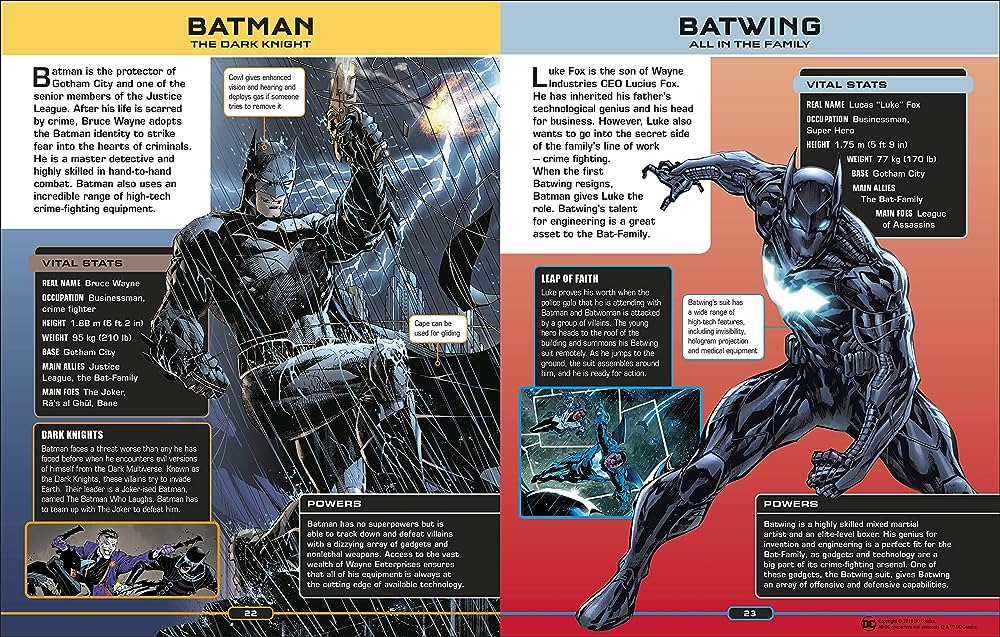 BATMAN
THE DARK KNIGHT
Batman is the protector of
Gotham City and one of the
senior members of the Justice
League. After his life is scarred
by crime, Bruce Wayne adopts
the Batman identity to strike
fear into the hearts of criminals.
He is a master detective and
highly skilled in hand-to-hand
combat. Batman also uses an
incredible range of high-tech
crime-fighting equipment.
Cowl gives enhanced
vision and hearing and
deploys gas if someone
tries to remove it
VITAL STATS
REAL NAME Bruce Wayne
OCCUPATION Businessman,
crime fighter
HEIGHT 1.88 m (6 ft 2 in)
WEIGHT 95 kg (210 lb)
BASE Gotham City
MAIN ALLIES Justice
League, the Bat-Family
MAIN FOES The Joker,
Rā's al Ghūl, Bane
Cape can be
used for gliding
DARK KNIGHTS
Batman faces a threat worse than any he has
faced before when he encounters evil versions
of himself from the Dark Multiverse. Known as
the Dark Knights, these villains try to invade
Earth. Their leader is a Joker-ised Batman,
named The Batman Who Laughs. Batman has
to team up with The Joker to defeat him.
POWERS
Batman has no superpowers but is
able to track down and defeat villains
with a dizzying array of gadgets and
nonlethal weapons. Access to the vast
wealth of Wayne Enterprises ensures
that all of his equipment is always at
the cutting edge of available technology.
22
BATWING
ALL IN THE FAMILY
Luke Fox is the son of Wayne
Industries CEO Lucius Fox.
He has inherited his father's
technological genius and his head
for business. However, Luke also
wants to go into the secret side
of the family's line of work
– crime fighting.
When the first
Batwing resigns,
Batman gives Luke the
role. Batwing's talent
for engineering is a great
asset to the Bat-Family.
VITAL STATS
REAL NAME Lucas "Luke" Fox
OCCUPATION Businessman,
Super Hero
HEIGHT 1.75 m (5 ft 9 in)
WEIGHT 77 kg (170 lb)
BASE Gotham City
MAIN ALLIES
The Bat-Family
MAIN FOES League
of Assassins
LEAP OF FAITH
Luke proves his worth when the
police gala that he is attending with
Batman and Batwoman is attacked
by a group of villains. The young
hero heads to the roof of the
building and summons his Batwing
suit remotely. As he jumps to the
ground, the suit assembles around
him, and he is ready for action.
Batwing's suit has
a wide range of
high-tech features,
including invisibility,
hologram projection
and medical equipment
POWERS
Batwing is a highly skilled mixed martial
artist and an elite-level boxer. His genius for
invention and engineering is a perfect fit for the
Bat-Family, as gadgets and technology are a
big part of its crime-fighting arsenal. One of
these gadgets, the Batwing suit, gives Batwing
an array of offensive and defensive capabilities.
23
DC
Copyright © 2019 DC Comics.
All DC characters and elements © & ™ DC Comics.